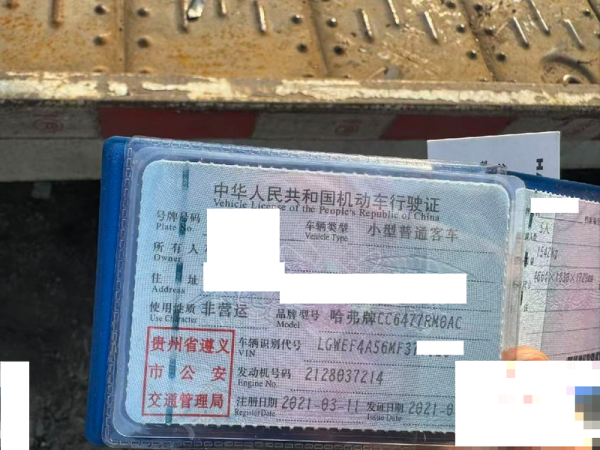 中华人民共和国机动车行驶证
Vehicle License of the People's Republic of China
号牌号码
Plate No.
车辆类型 小型普通客车
Vehicle Type
所有人
Owner
住址
Address
使用性质 非营运
Use Character
品牌型号 哈弗牌CC6477RM0AC
Model
贵州省遵义
市公安
交通管理局
车辆识别代号 LGWEF4A56MF37
VIN
发动机号码 2128037214
Engine No.
注册日期 2021-03-11
Register Date
发证日期 2021-0
Issue Date
5人